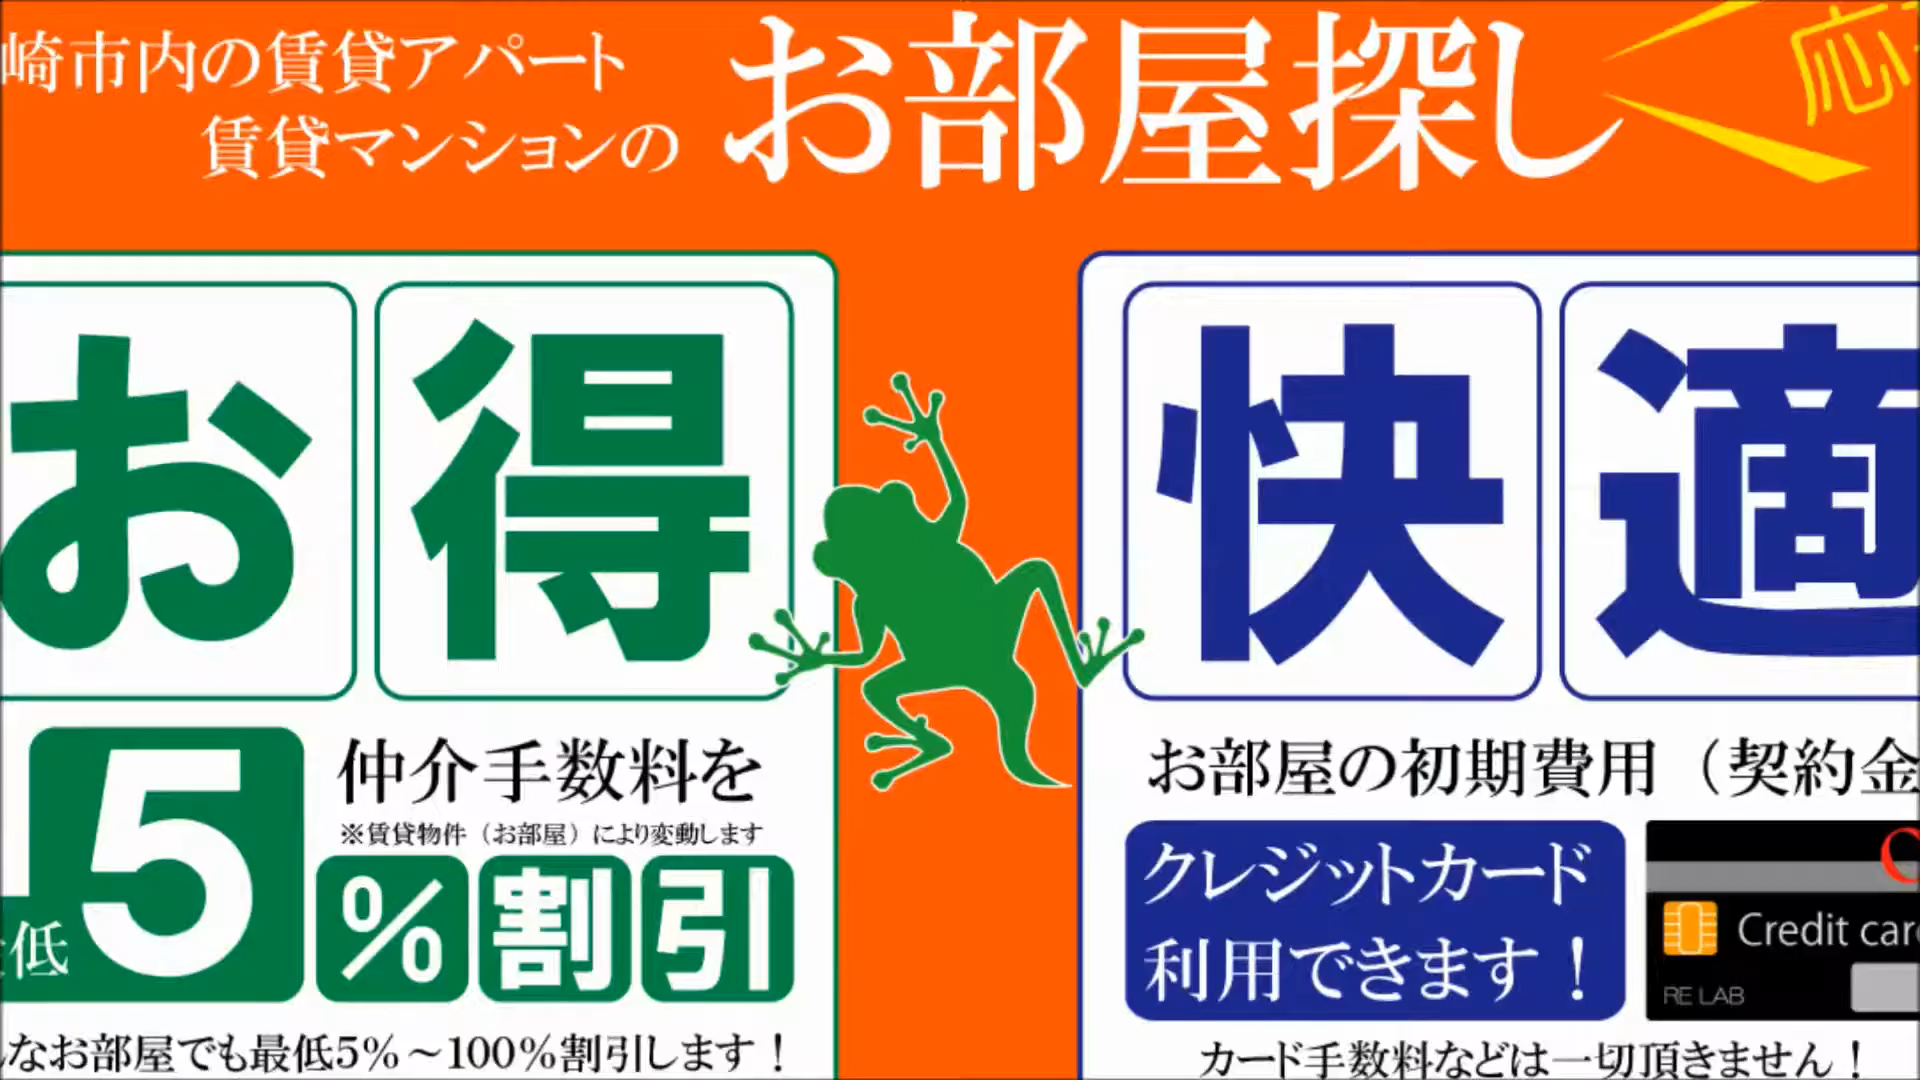 崎市内の賃貸アパート
賃貸マンションの
お部屋探し
応
お得
快適
5
仲介手数料を
※賃貸物件(お部屋)により変動します
%割引
低
なお部屋でも最低5%~100%割引します!
お部屋の初期費用(契約金
クレジットカード
利用できます!
Credit card
RE LAB
カード手数料などは一切頂きません!